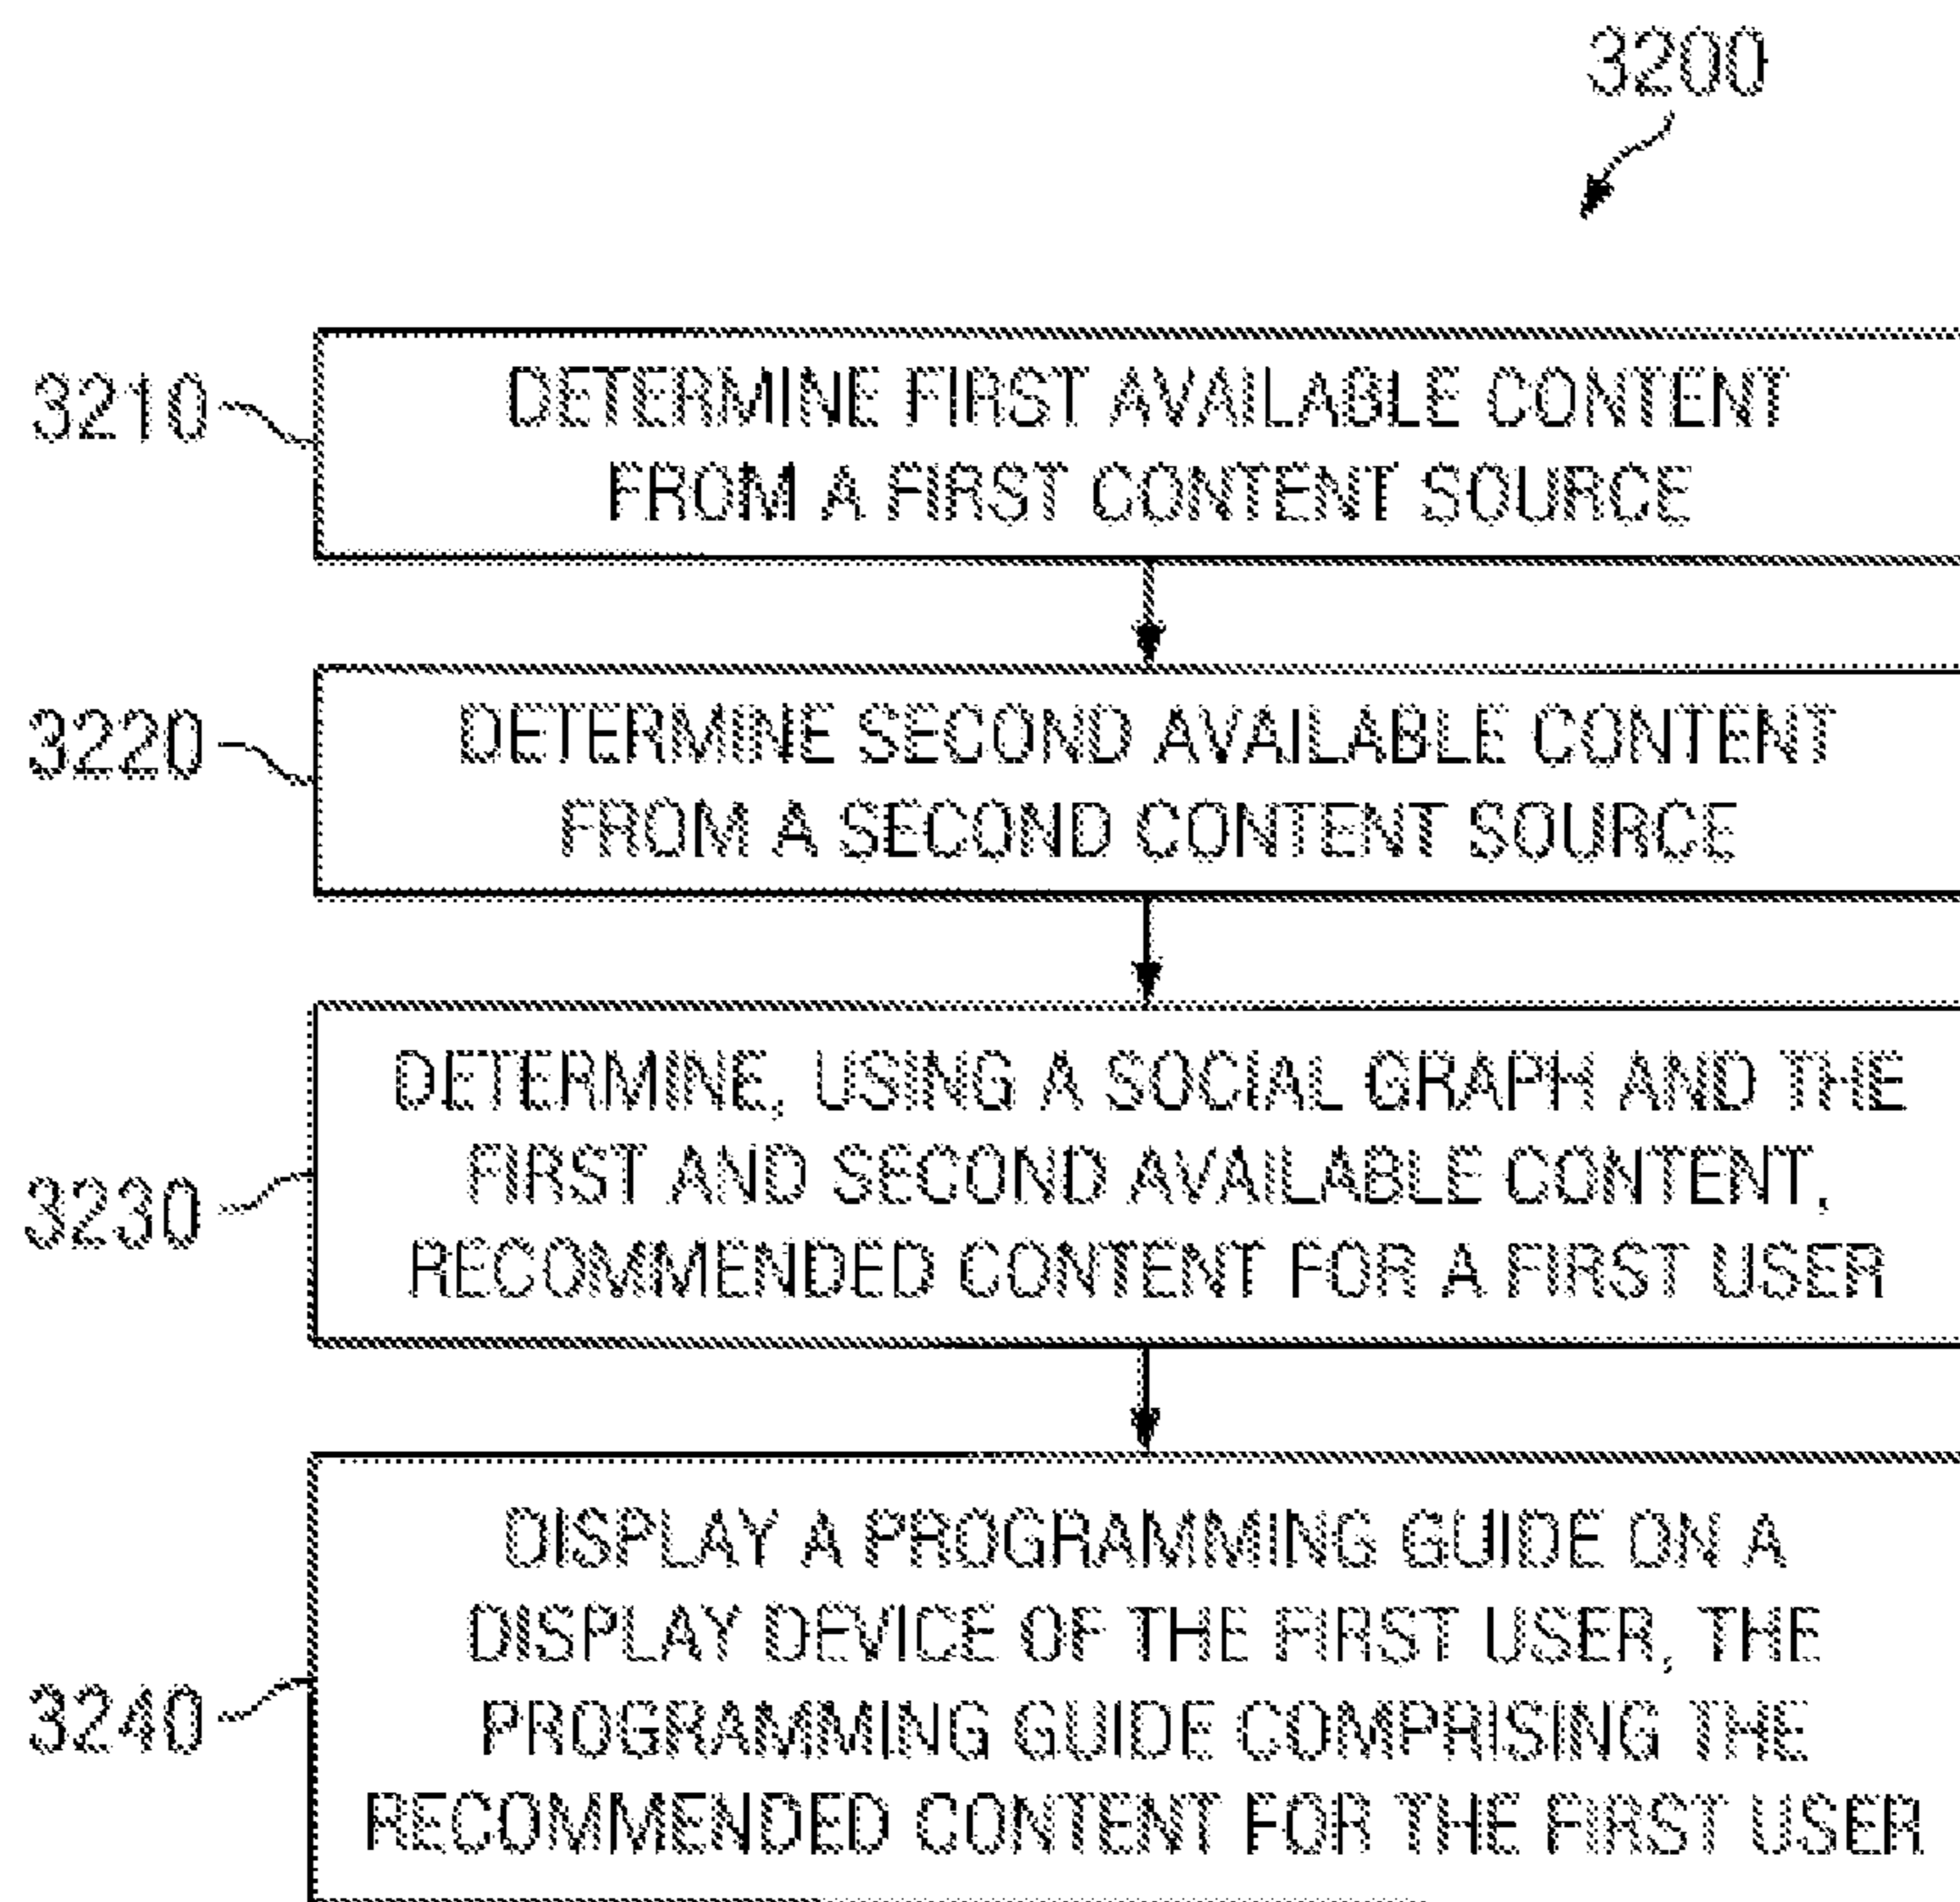 3200
3210
DETERMINE FIRST AVAILABLE CONTENT
FROM A FIRST CONTENT SOURCE
3220
DETERMINE SECOND AVAILABLE CONTENT
FROM A SECOND CONTENT SOURCE
3230
DETERMINE, USING A SOCIAL GRAPH AND THE
FIRST AND SECOND AVAILABLE CONTENT,
RECOMMENDED CONTENT FOR A FIRST USER
3240
DISPLAY A PROGRAMMING GUIDE ON A
DISPLAY DEVICE OF THE FIRST USER, THE
PROGRAMMING GUIDE COMPRISING THE
RECOMMENDED CONTENT FOR THE FIRST USER